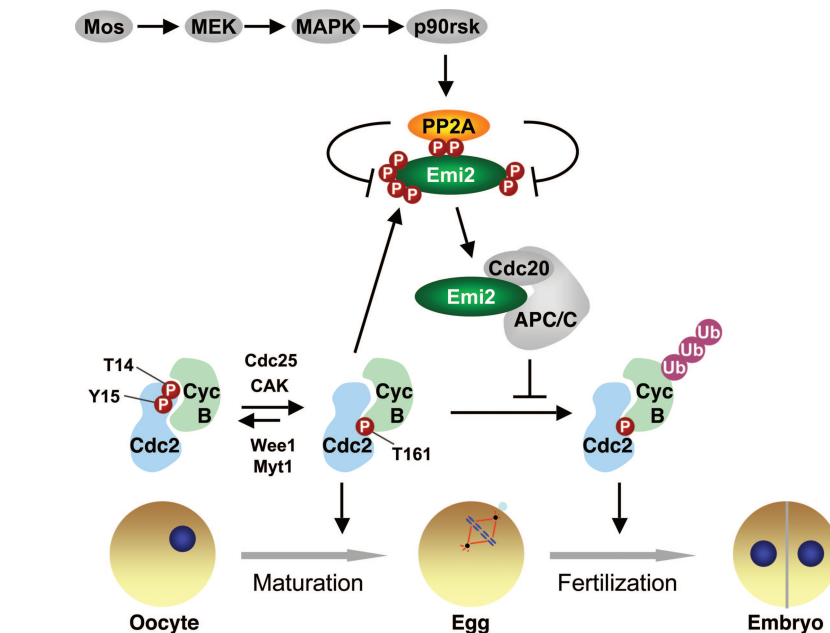 Mos MEK MAPK p90rsk
PP2A
P P
P P
P Emi2 P
P P P
Cdc20
Emi2
APC/C
Ub
Ub
Ub
T14
Y15
P
P
Cyc
B
Cdc2
Cdc25
CAK
Wee1
Myt1
Cyc
B
P
Cdc2
T161
Cyc
B
P
Cdc2
Maturation
Fertilization
Oocyte Egg Embryo